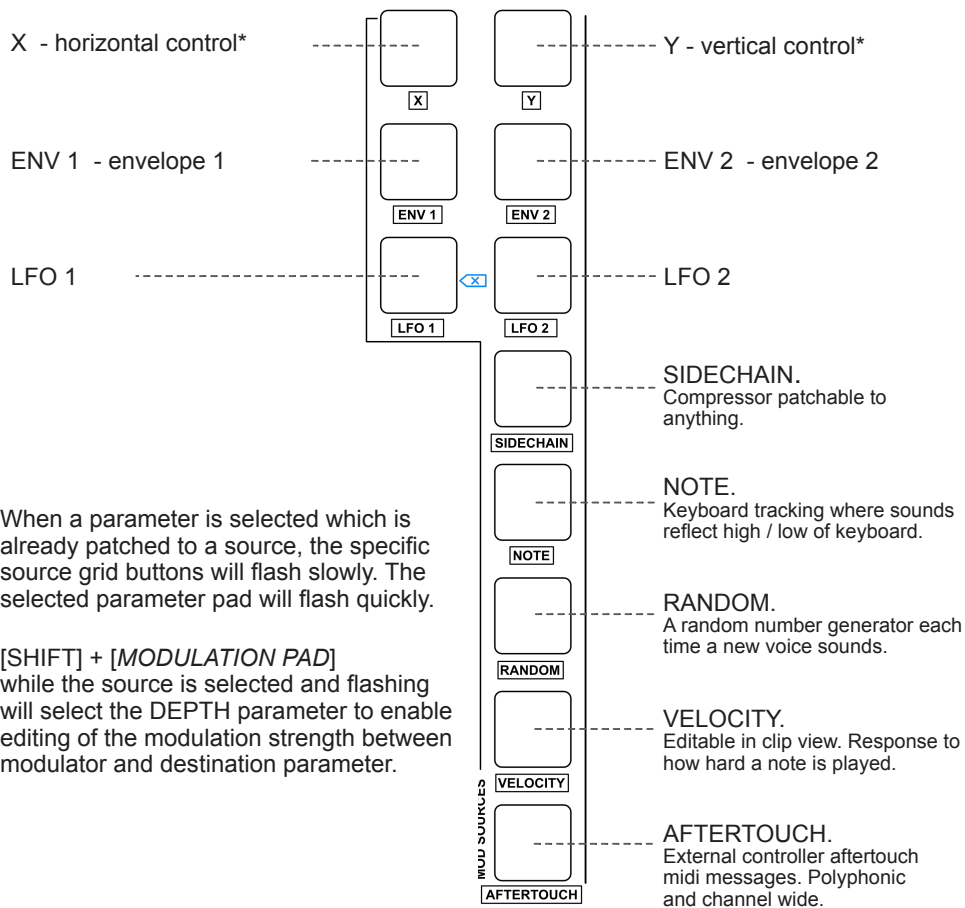 X - horizontal control*
Y - vertical control*
X
Y
ENV 1 - envelope 1
ENV 2 - envelope 2
ENV 1
ENV 2
LFO 1
LFO 2
LFO 1
LFO 2
SIDECHAIN.
Compressor patchable to
anything.
SIDECHAIN
NOTE.
Keyboard tracking where sounds
reflect high / low of keyboard.
NOTE
When a parameter is selected which is
already patched to a source, the specific
source grid buttons will flash slowly. The
selected parameter pad will flash quickly.
RANDOM.
A random number generator each
time a new voice sounds.
RANDOM
[SHIFT] + [MODULATION PAD]
while the source is selected and flashing
will select the DEPTH parameter to enable
editing of the modulation strength between
modulator and destination parameter.
VELOCITY.
Editable in clip view. Response to
how hard a note is played.
VELOCITY
MOD SOURCES
AFTERTOUCH.
External controller aftertouch
midi messages. Polyphonic
and channel wide.
AFTERTOUCH